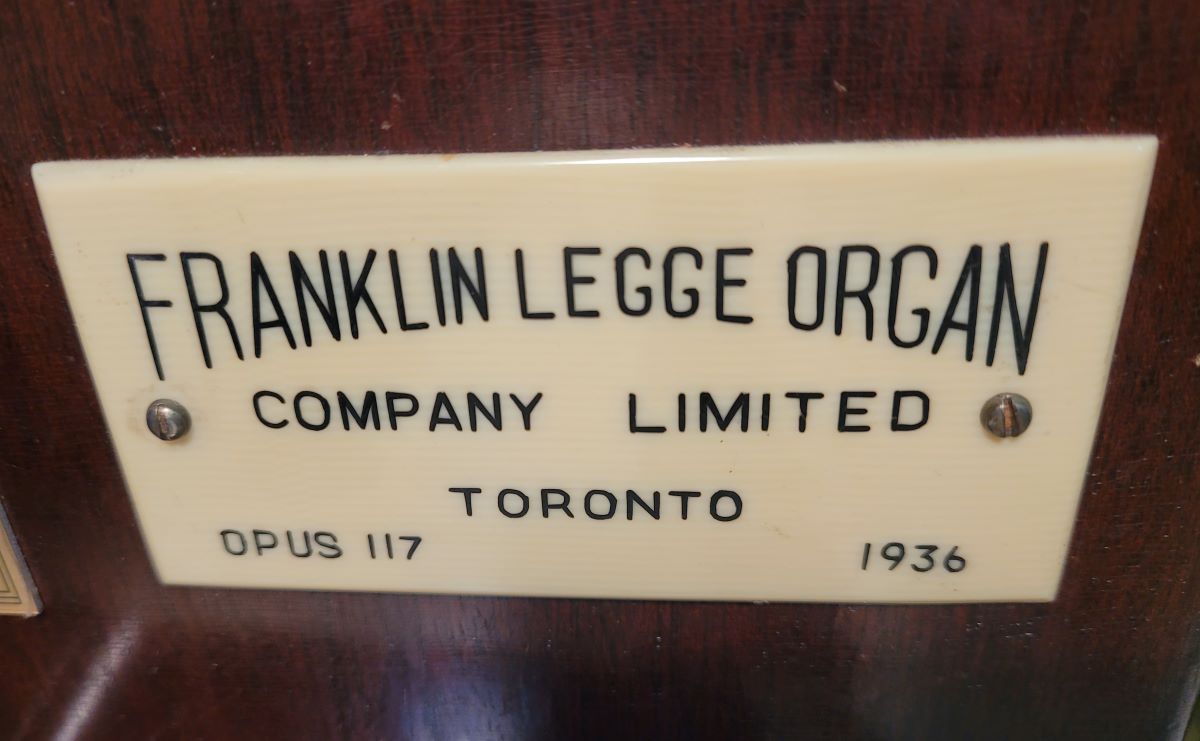 FRANKLIN LEGGE ORGAN
COMPANY LIMITED
TORONTO
OPUS 117 1936